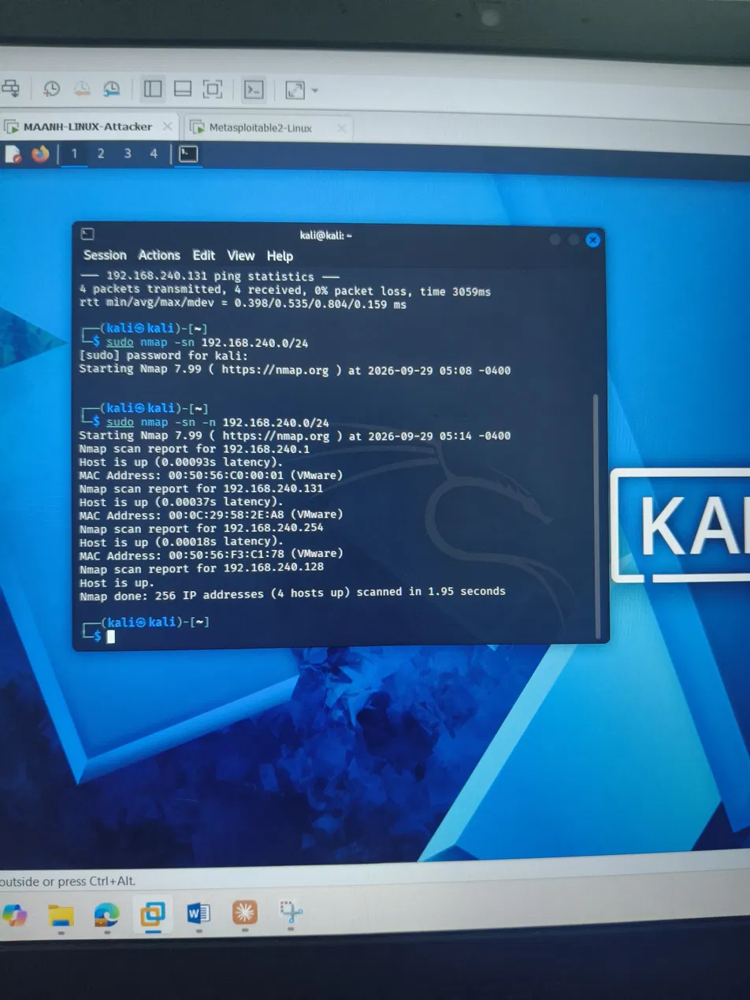 MAANH-LINUX-Attacker
Metasploitable2-Linux
1 2 3 4
kali@kali: ~
Session Actions Edit View Help
— 192.168.240.131 ping statistics —
4 packets transmitted, 4 received, 0% packet loss, time 3059ms
rtt min/avg/max/mdev = 0.398/0.535/0.804/0.159 ms
┌──(kali㉿kali)-[~]
└─$ sudo nmap -sn 192.168.240.0/24
[sudo] password for kali:
Starting Nmap 7.99 ( https://nmap.org ) at 2026-09-29 05:08 -0400
┌──(kali㉿kali)-[~]
└─$ sudo nmap -sn -n 192.168.240.0/24
Starting Nmap 7.99 ( https://nmap.org ) at 2026-09-29 05:14 -0400
Nmap scan report for 192.168.240.1
Host is up (0.00093s latency).
MAC Address: 00:50:56:C0:00:01 (VMware)
Nmap scan report for 192.168.240.131
Host is up (0.00037s latency).
MAC Address: 00:0C:29:58:2E:A8 (VMware)
Nmap scan report for 192.168.240.254
Host is up (0.00018s latency).
MAC Address: 00:50:56:F3:C1:78 (VMware)
Nmap scan report for 192.168.240.128
Host is up.
Nmap done: 256 IP addresses (4 hosts up) scanned in 1.95 seconds
┌──(kali㉿kali)-[~]
└─$
KAL
outside or press Ctrl+Alt.
W